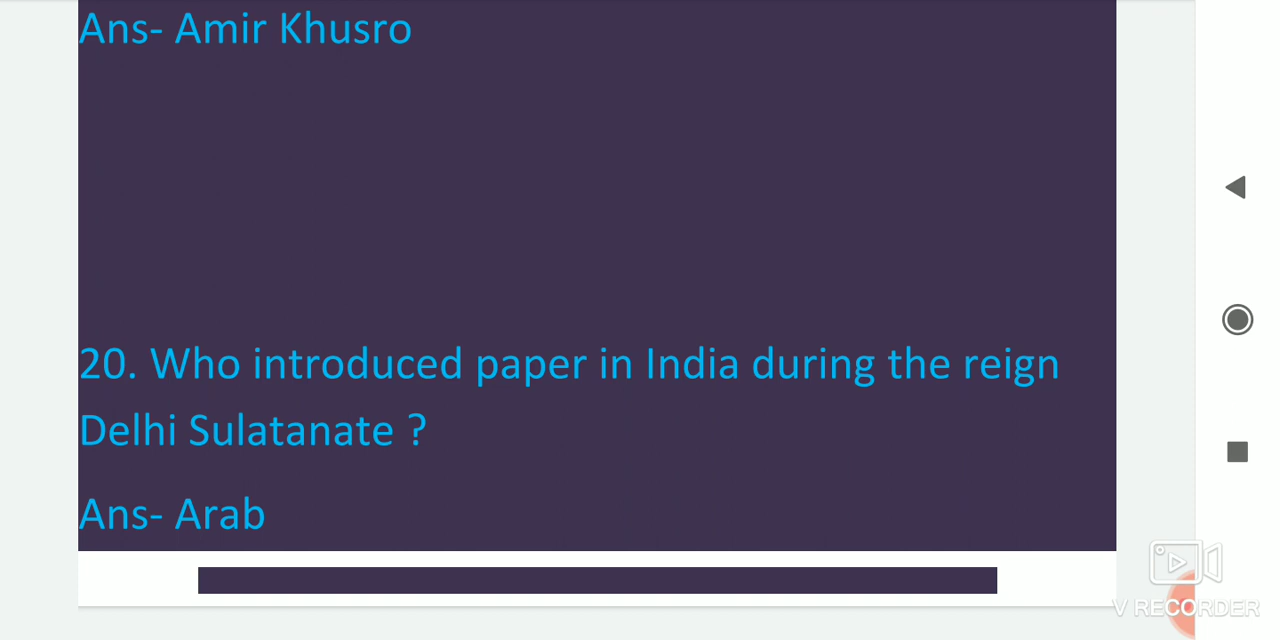 Ans- Amir Khusro
20. Who introduced paper in India during the reign
Delhi Sulatanate ?
Ans- Arab
V RECORDER